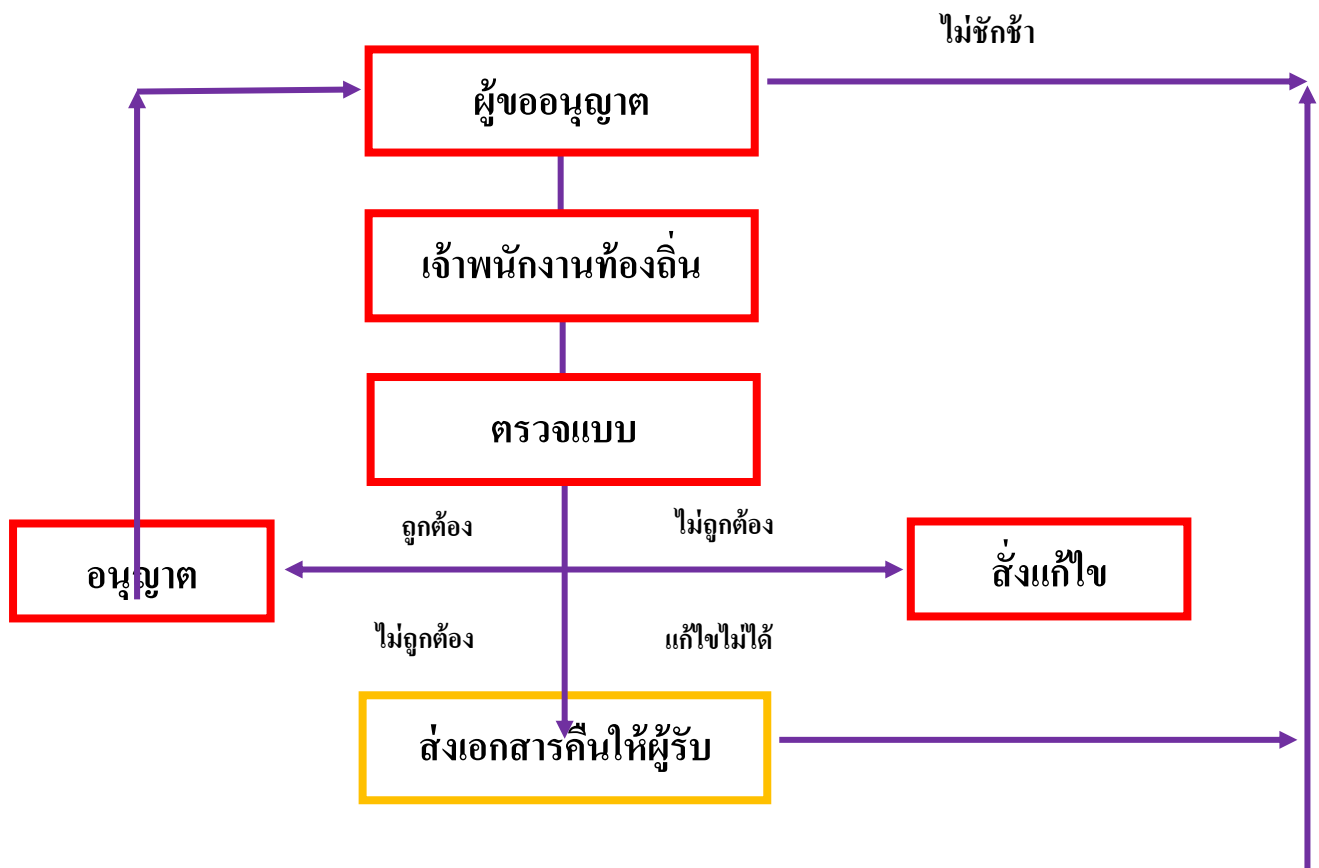 ไม่ชักช้า
ผู้ขออนุญาต
เจ้าพนักงานท้องถิ่น
ตรวจแบบ
ถูกต้อง
ไม่ถูกต้อง
อนุญาต
สั่งแก้ไข
ไม่ถูกต้อง
แก้ไขไม่ได้
ส่งเอกสารคืนให้ผู้รับ